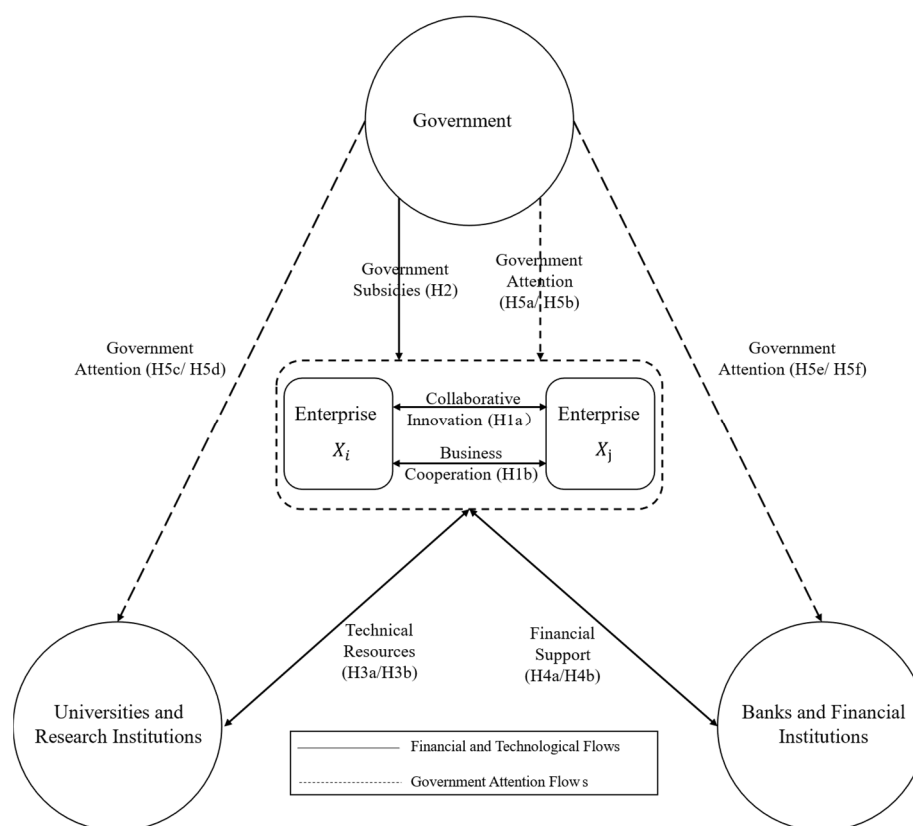 Government
Government
Subsidies (H2)
Government
Attention
(H5a/ H5b)
Government
Attention (H5c/ H5d)
Government
Attention (H5e/ H5f)
Enterprise
X_i
Collaborative
Innovation (H1a）
Business
Cooperation (H1b)
Enterprise
X_j
Technical
Resources
(H3a/H3b)
Financial
Support
(H4a/H4b)
Universities and
Research Institutions
Banks and Financial
Institutions
Financial and Technological Flows
Government Attention Flows